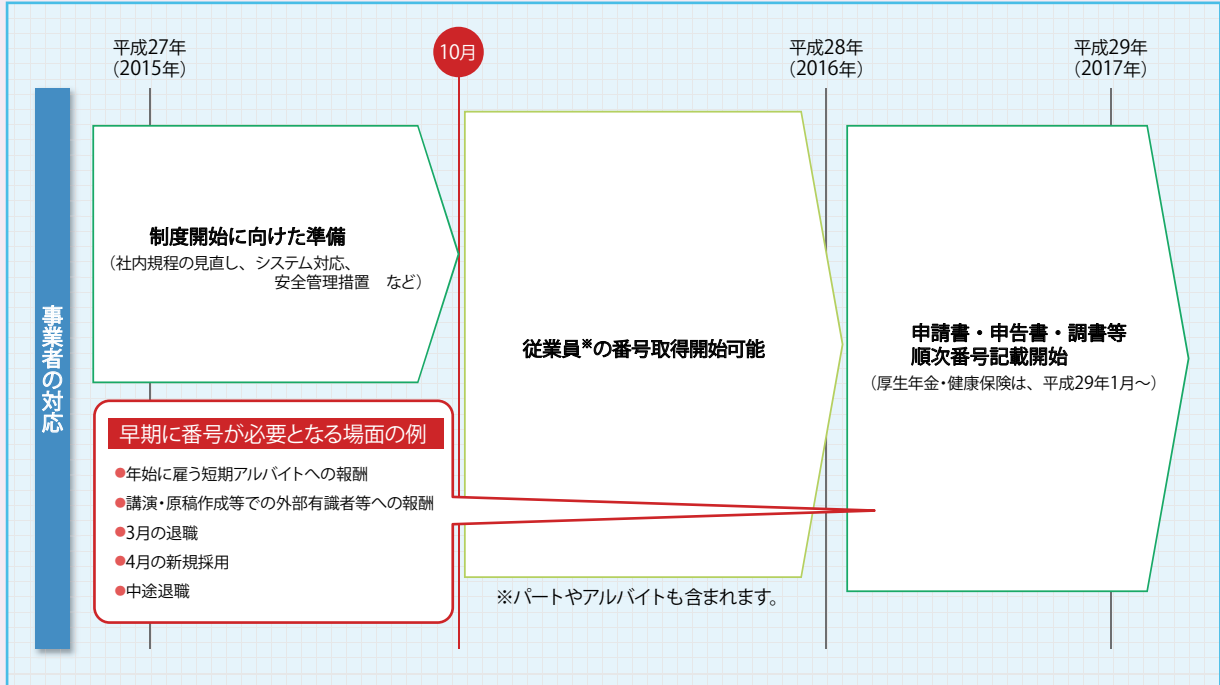 平成27年
（2015年）
10月
平成28年
（2016年）
平成29年
（2017年）
事業者の対応
制度開始に向けた準備
（社内規程の見直し、システム対応、
安全管理措置　など）
従業員※の番号取得開始可能
申請書・申告書・調書等
順次番号記載開始
（厚生年金・健康保険は、平成29年1月～）
早期に番号が必要となる場面の例
●年始に雇う短期アルバイトへの報酬
●講演・原稿作成等での外部有識者等への報酬
●3月の退職
●4月の新規採用
●中途退職
※パートやアルバイトも含まれます。